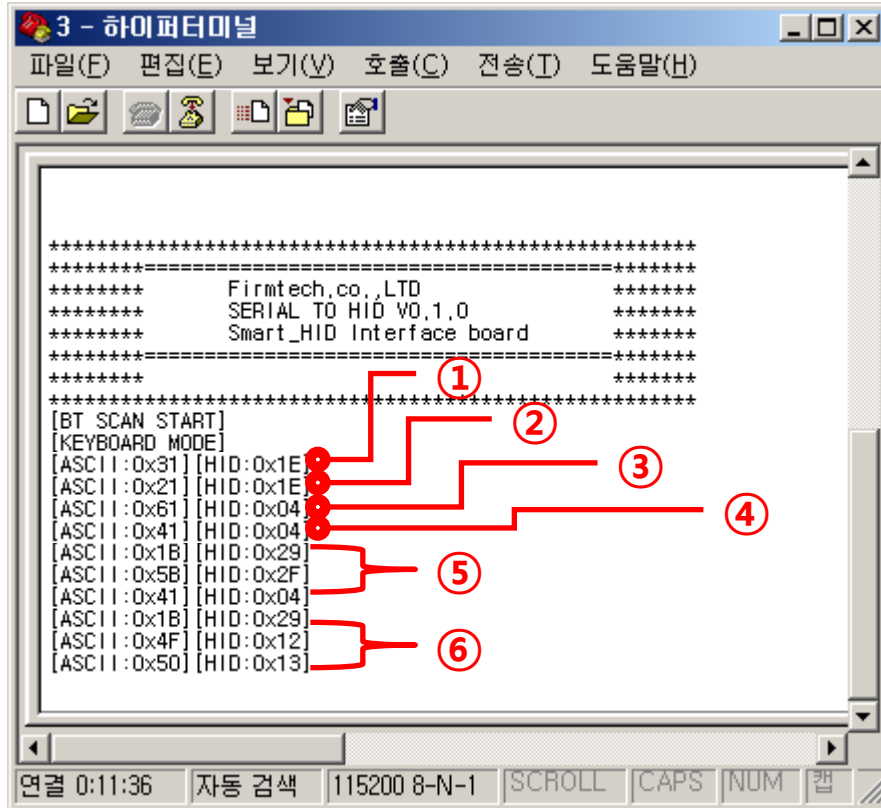 3 - 하이퍼터미널
파일(F) 편집(E) 보기(V) 호출(C) 전송(T) 도움말(H)
******************************************************
********=======================================*******
******** Firmtech,co,,LTD *******
******** SERIAL TO HID V0,1,0 *******
******** Smart_HID Interface board *******
********=======================================*******
******** *******
******************************************************
[BT SCAN START]
[KEYBOARD MODE]
[ASCII:0x31][HID:0x1E]
[ASCII:0x21][HID:0x1E]
[ASCII:0x61][HID:0x04]
[ASCII:0x41][HID:0x04]
[ASCII:0x1B][HID:0x29]
[ASCII:0x5B][HID:0x2F]
[ASCII:0x41][HID:0x04]
[ASCII:0x1B][HID:0x29]
[ASCII:0x4F][HID:0x12]
[ASCII:0x50][HID:0x13]
①
②
③
④
⑤
⑥
연결 0:11:36 자동 검색 115200 8-N-1 SCROLL CAPS NUM 캡